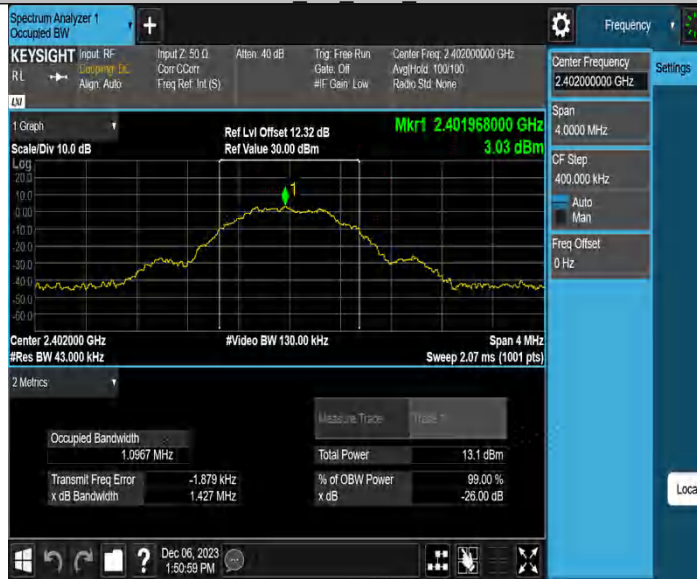 Spectrum Analyzer 1
Occupied BW
Frequency
KEYSIGHT
Input: RF
Coupling: DC
Align: Auto
Input Z: 50 Ω
Corr CCorr
Freq Ref: Int (S)
Atten: 40 dB
Trig: Free Run
Gate: Off
#IF Gain: Low
Center Freq: 2.402000000 GHz
Avg|Hold: 100/100
Radio Std: None
LXI
1 Graph
Scale/Div 10.0 dB
Ref Lvl Offset 12.32 dB
Ref Value 30.00 dBm
Mkr1 2.401968000 GHz
3.03 dBm
Log
20.0
10.0
0.00
-10.0
-20.0
-30.0
-40.0
-50.0
-60.0
1
Center 2.402000 GHz
#Res BW 43.000 kHz
#Video BW 130.00 kHz
Span 4 MHz
Sweep 2.07 ms (1001 pts)
2 Metrics
Measure Trace
Trace 1
Occupied Bandwidth
1.0967 MHz
Total Power
13.1 dBm
Transmit Freq Error
-1.879 kHz
% of OBW Power
99.00 %
x dB Bandwidth
1.427 MHz
x dB
-26.00 dB
Center Frequency
2.402000000 GHz
Settings
Span
4.0000 MHz
CF Step
400.000 kHz
Auto
Man
Freq Offset
0 Hz
Loca
?
Dec 06, 2023
1:50:59 PM